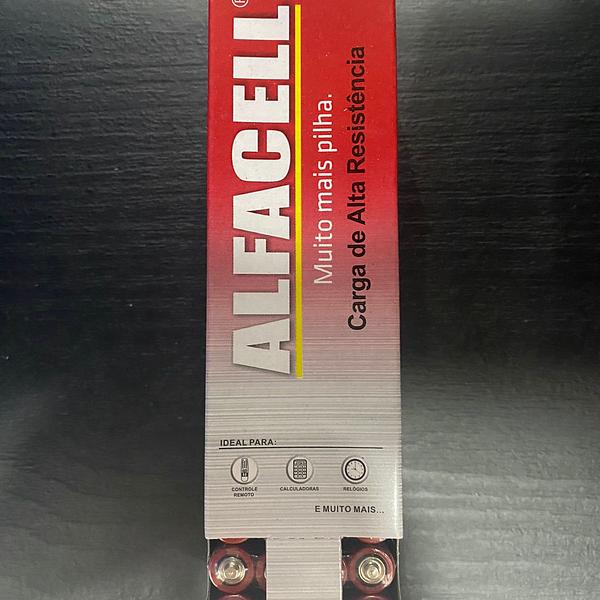 ALFACELL®
Muito mais pilha.
Carga de Alta Resistência
IDEAL PARA:
CONTROLE
REMOTO
CALCULADORAS
RELÓGIOS
E MUITO MAIS...